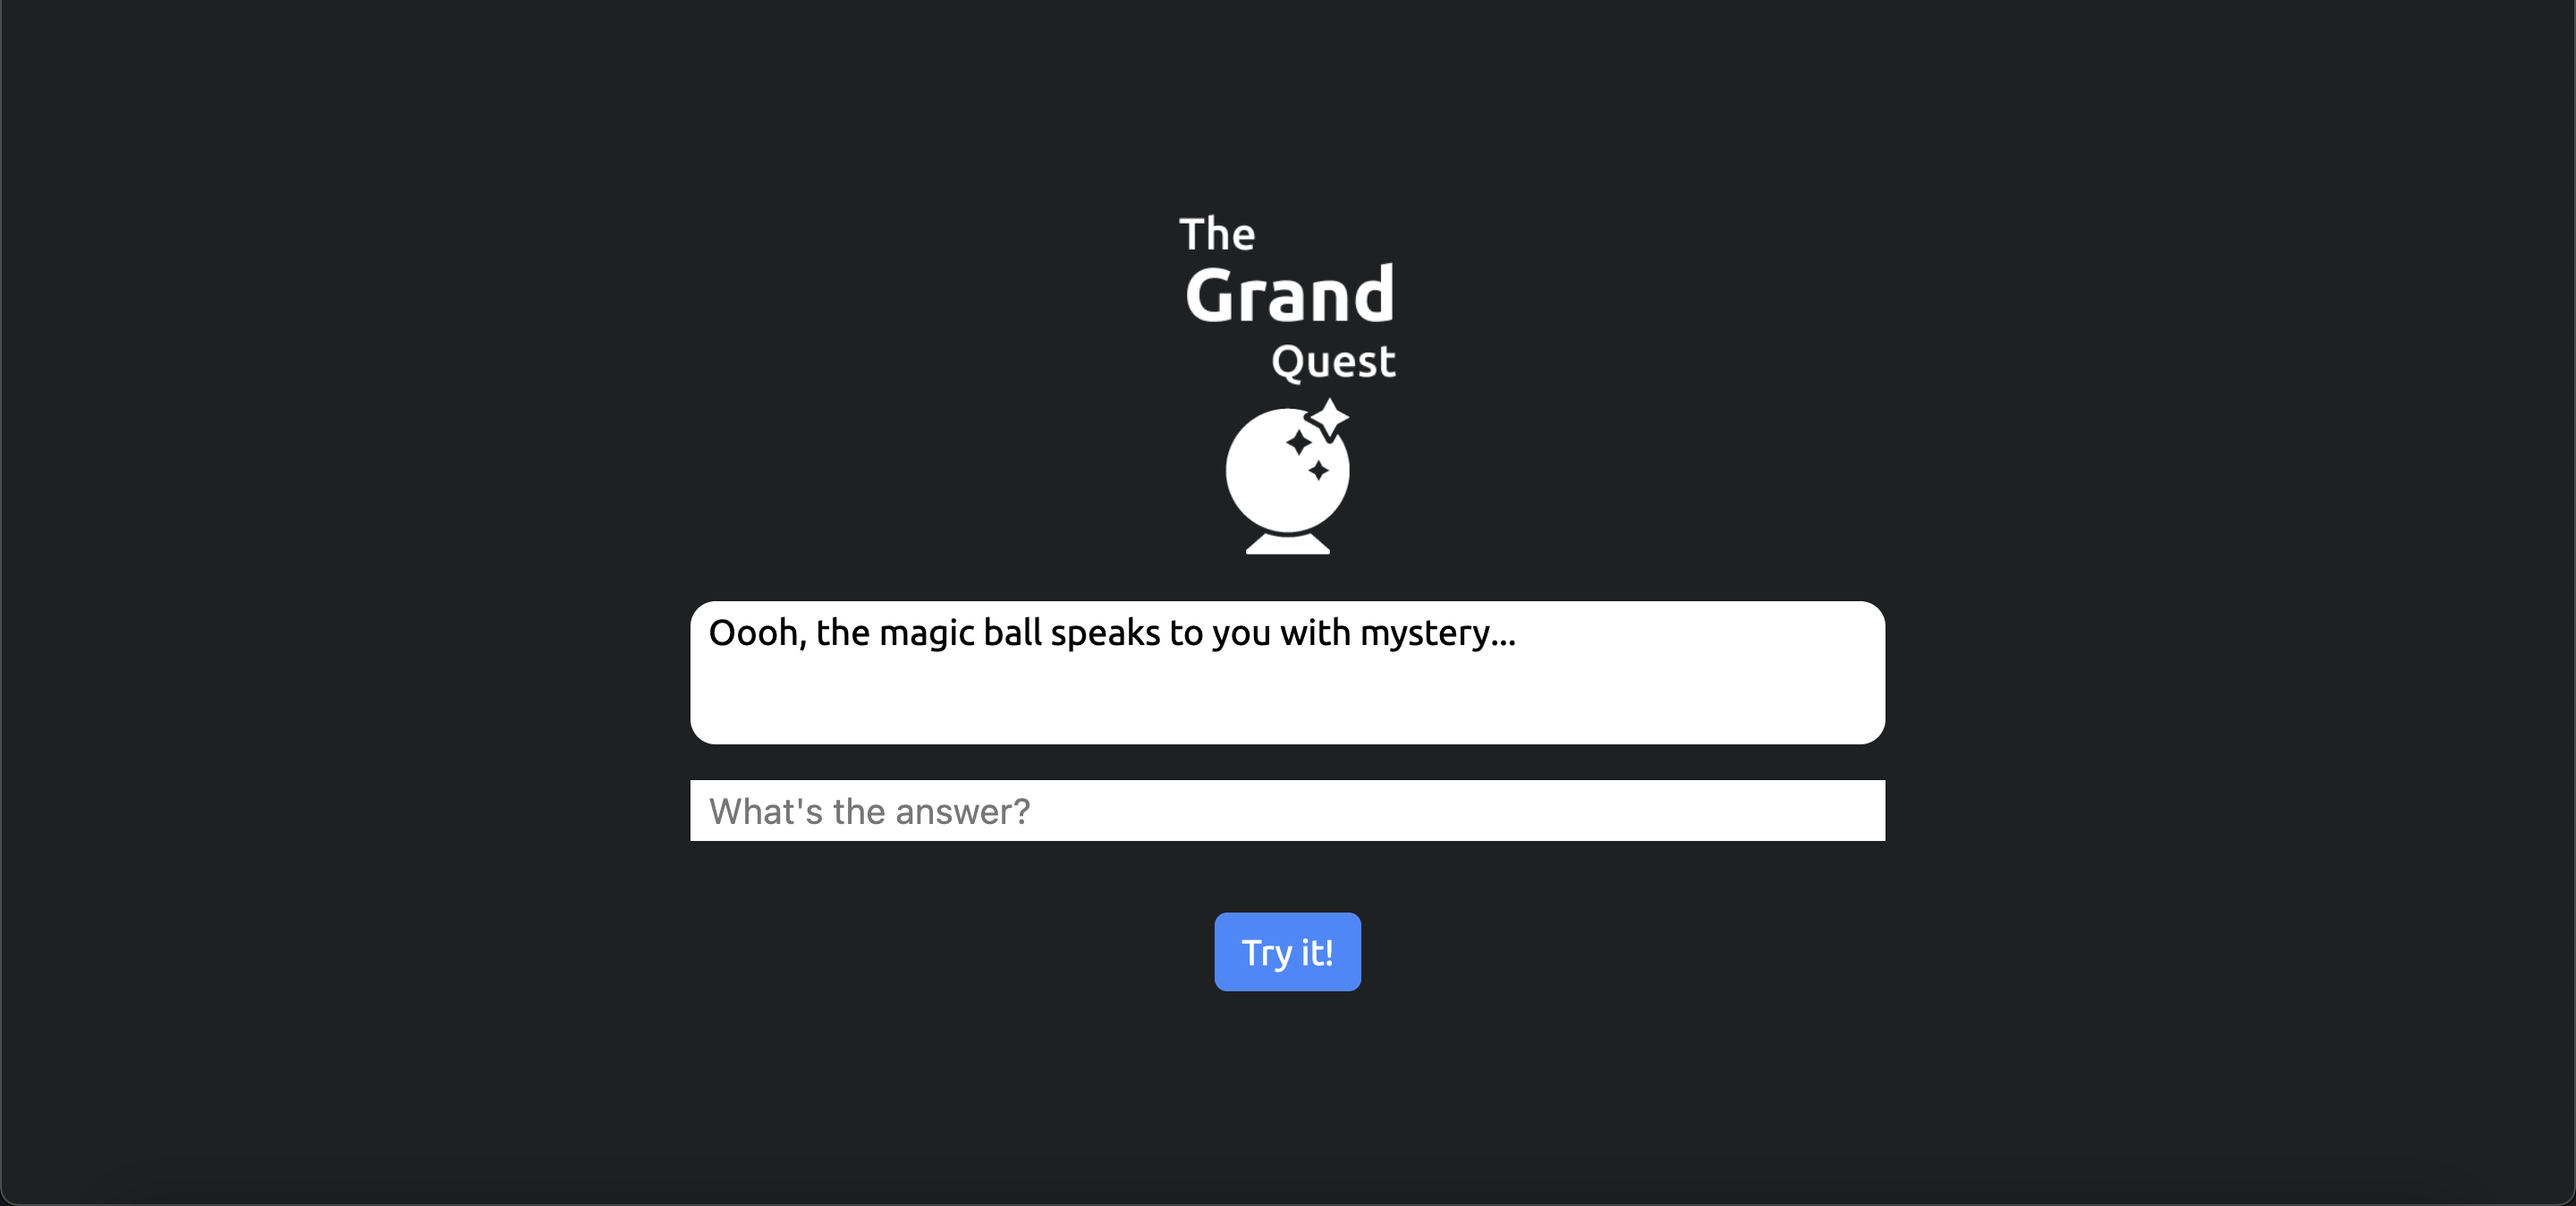 The
Grand
Quest
Oooh, the magic ball speaks to you with mystery...
What's the answer?
Try it!